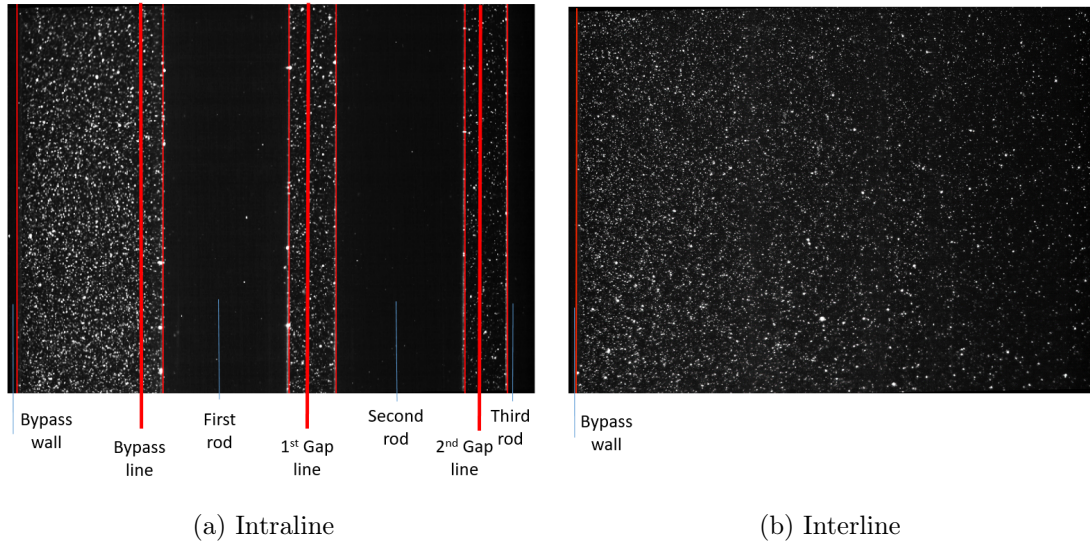 Bypass
wall
Bypass
line
First
rod
1st Gap
line
Second
rod
2nd Gap
line
Third
rod
Bypass
wall
(a) Intraline
(b) Interline